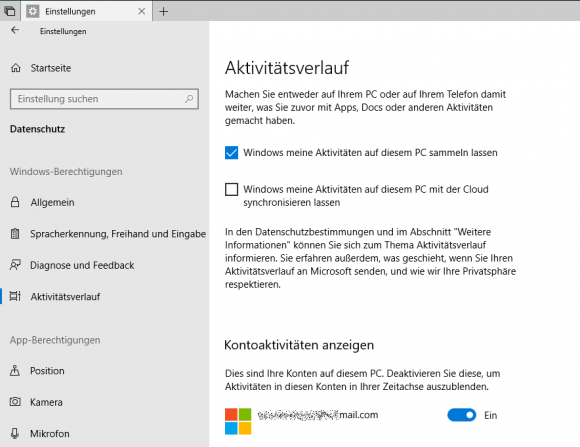 Einstellungen
Einstellungen
Startseite
Einstellung suchen
Datenschutz
Windows-Berechtigungen
Allgemein
Spracherkennung, Freihand und Eingabe
Diagnose und Feedback
Aktivitätsverlauf
App-Berechtigungen
Position
Kamera
Mikrofon
Aktivitätsverlauf
Machen Sie entweder auf Ihrem PC oder auf Ihrem Telefon damit
weiter, was Sie zuvor mit Apps, Docs oder anderen Aktivitäten
gemacht haben.
Windows meine Aktivitäten auf diesem PC sammeln lassen
Windows meine Aktivitäten auf diesem PC mit der Cloud
synchronisieren lassen
In den Datenschutzbestimmungen und im Abschnitt "Weitere
Informationen" können Sie sich zum Thema Aktivitätsverlauf
informieren. Sie erfahren außerdem, was geschieht, wenn Sie Ihren
Aktivitätsverlauf an Microsoft senden, und wie wir Ihre Privatsphäre
respektieren.
Kontoaktivitäten anzeigen
Dies sind Ihre Konten auf diesem PC. Deaktivieren Sie diese, um
Aktivitäten in diesen Konten in Ihrer Zeitachse auszublenden.
mail.com
Ein